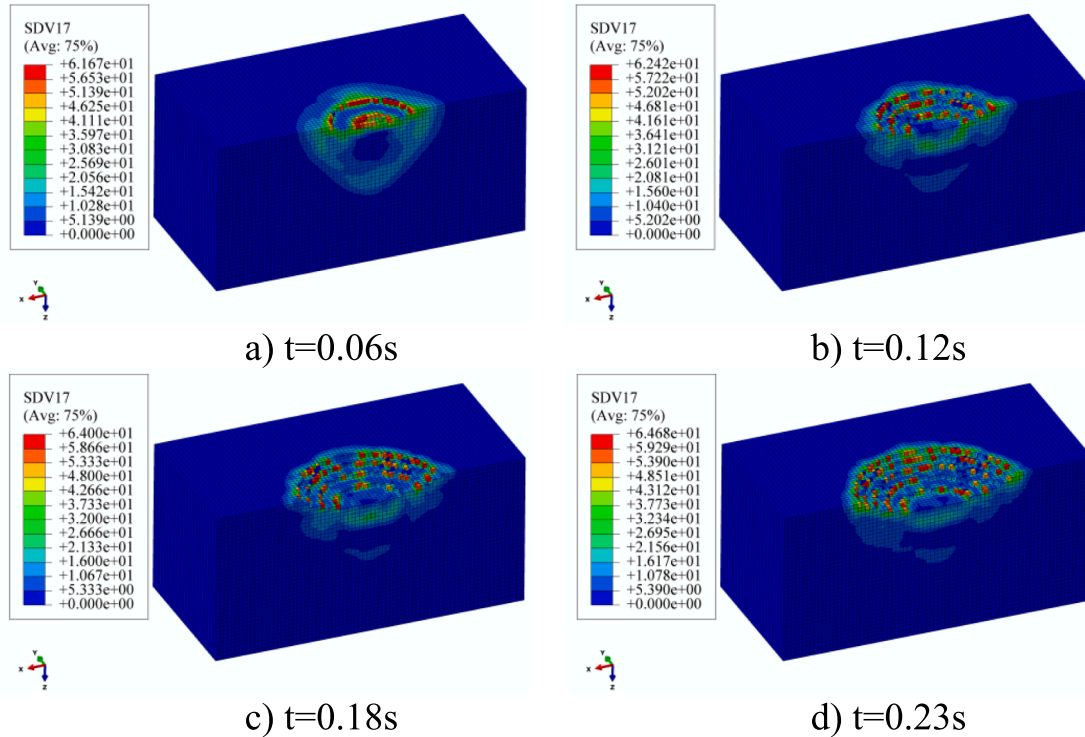 SDV17
(Avg: 75%)
+6.167e+01
+5.653e+01
+5.139e+01
+4.625e+01
+4.111e+01
+3.597e+01
+3.083e+01
+2.569e+01
+2.056e+01
+1.542e+01
+1.028e+01
+5.139e+00
+0.000e+00
Y
X
Z
a) t=0.06s
SDV17
(Avg: 75%)
+6.242e+01
+5.722e+01
+5.202e+01
+4.681e+01
+4.161e+01
+3.641e+01
+3.121e+01
+2.601e+01
+2.081e+01
+1.560e+01
+1.040e+01
+5.202e+00
+0.000e+00
Y
X
Z
b) t=0.12s
SDV17
(Avg: 75%)
+6.400e+01
+5.866e+01
+5.333e+01
+4.800e+01
+4.266e+01
+3.733e+01
+3.200e+01
+2.666e+01
+2.133e+01
+1.600e+01
+1.067e+01
+5.333e+00
+0.000e+00
Y
X
Z
c) t=0.18s
SDV17
(Avg: 75%)
+6.468e+01
+5.929e+01
+5.390e+01
+4.851e+01
+4.312e+01
+3.773e+01
+3.234e+01
+2.695e+01
+2.156e+01
+1.617e+01
+1.078e+01
+5.390e+00
+0.000e+00
Y
X
Z
d) t=0.23s